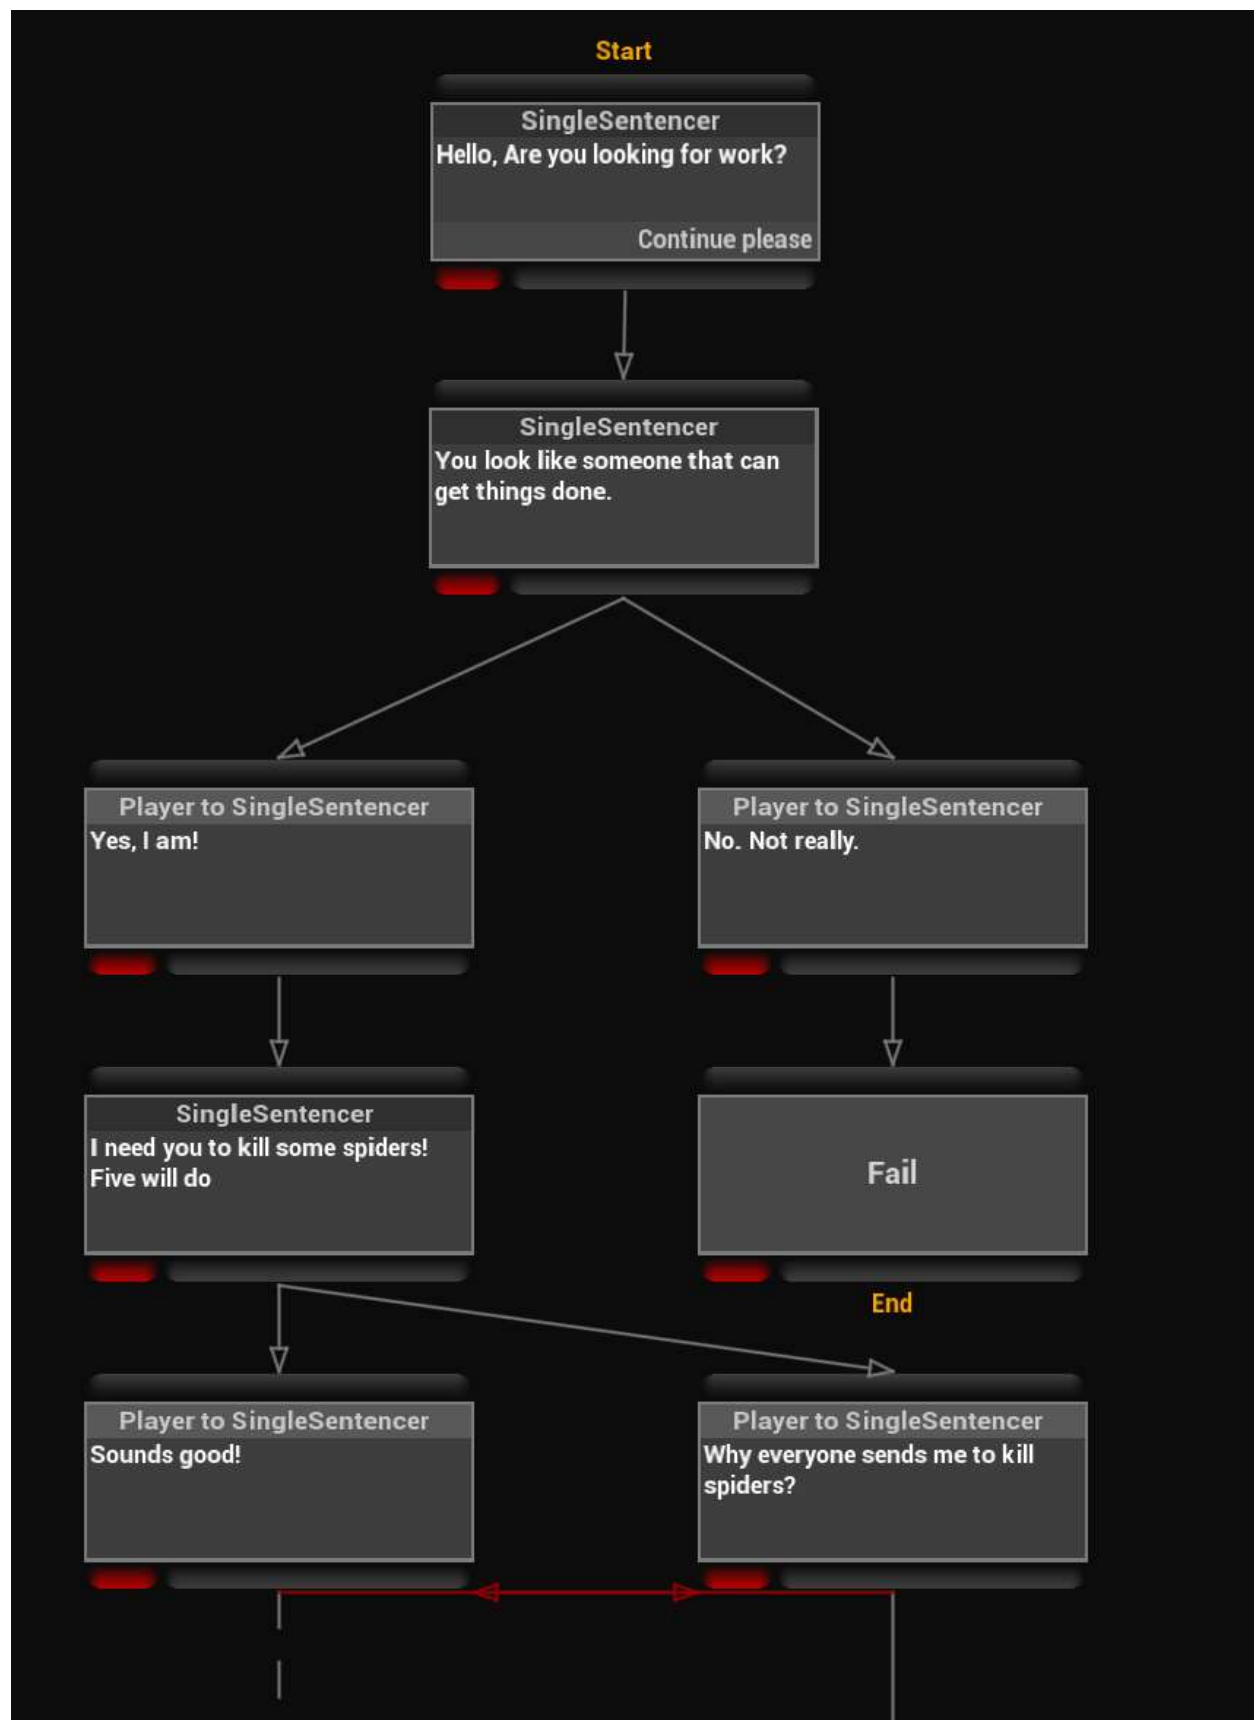 Start
SingleSentencer
Hello, Are you looking for work?
Continue please
SingleSentencer
You look like someone that can
get things done.
Player to SingleSentencer
Yes, I am!
Player to SingleSentencer
No. Not really.
SingleSentencer
I need you to kill some spiders!
Five will do
Fail
End
Player to SingleSentencer
Sounds good!
Player to SingleSentencer
Why everyone sends me to kill
spiders?